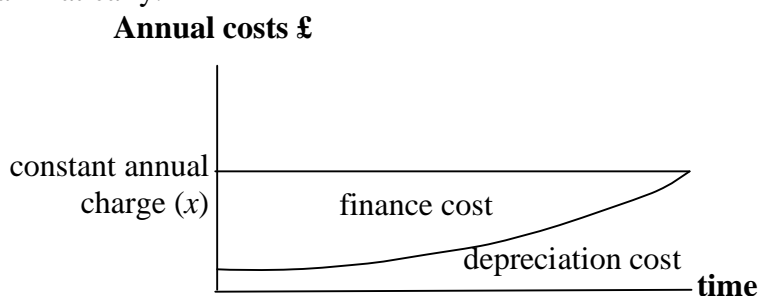 Annual costs £
constant annual
charge (x)
finance cost
depreciation cost
time